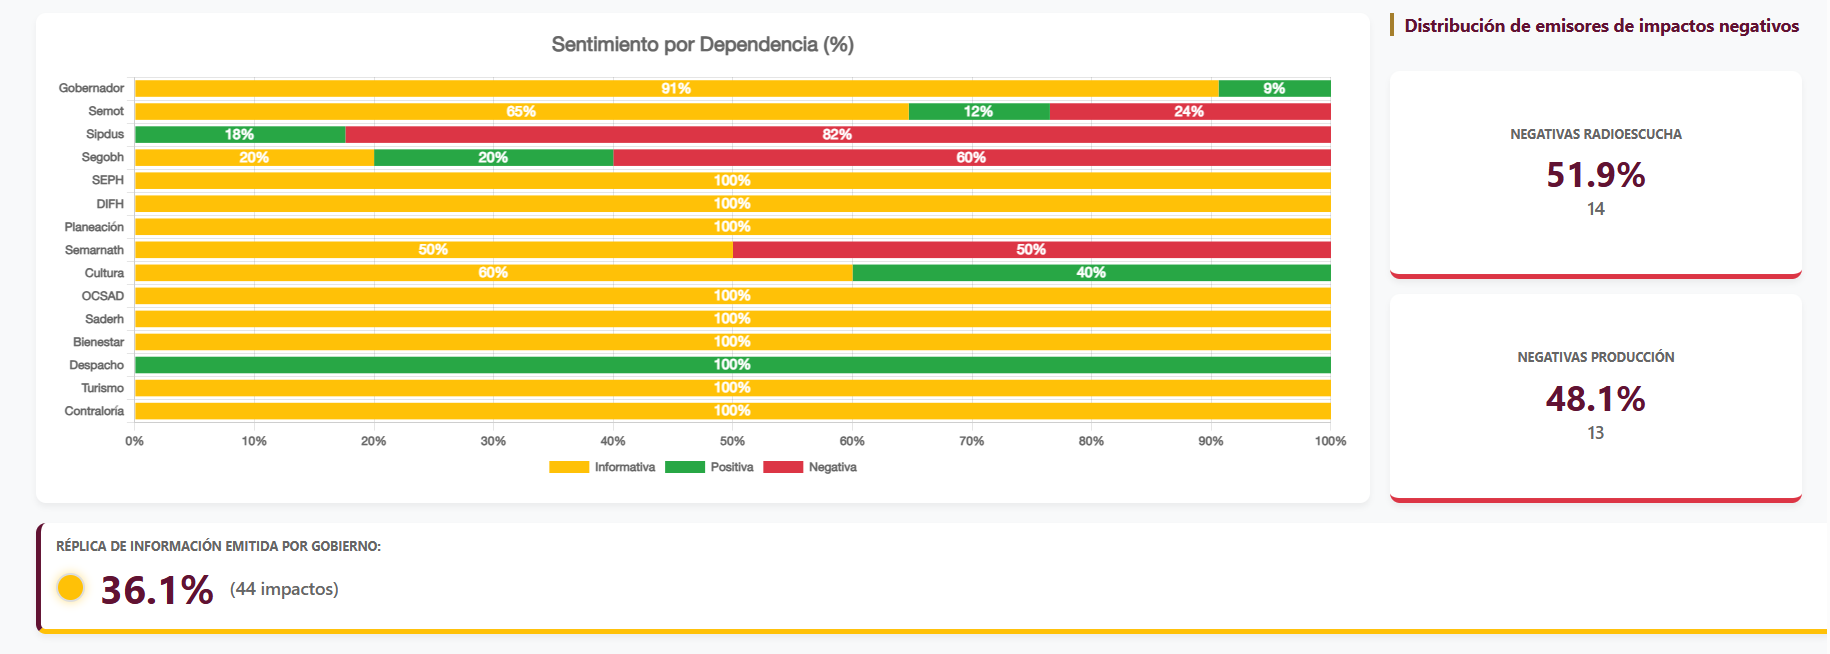 Sentimiento por Dependencia (%)
Gobernador 91% 9%
Semot 65% 12% 24%
Sipdus 18% 82%
Segobh 20% 20% 60%
SEPH 100%
DIFH 100%
Planeación 100%
Semarnath 50% 50%
Cultura 60% 40%
OCSAD 100%
Saderh 100%
Bienestar 100%
Despacho 100%
Turismo 100%
Contraloría 100%
0% 10% 20% 30% 40% 50% 60% 70% 80% 90% 100%
Informativa Positiva Negativa
Distribución de emisores de impactos negativos
NEGATIVAS RADIOESCUCHA
51.9%
14
NEGATIVAS PRODUCCIÓN
48.1%
13
RÉPLICA DE INFORMACIÓN EMITIDA POR GOBIERNO:
36.1% (44 impactos)